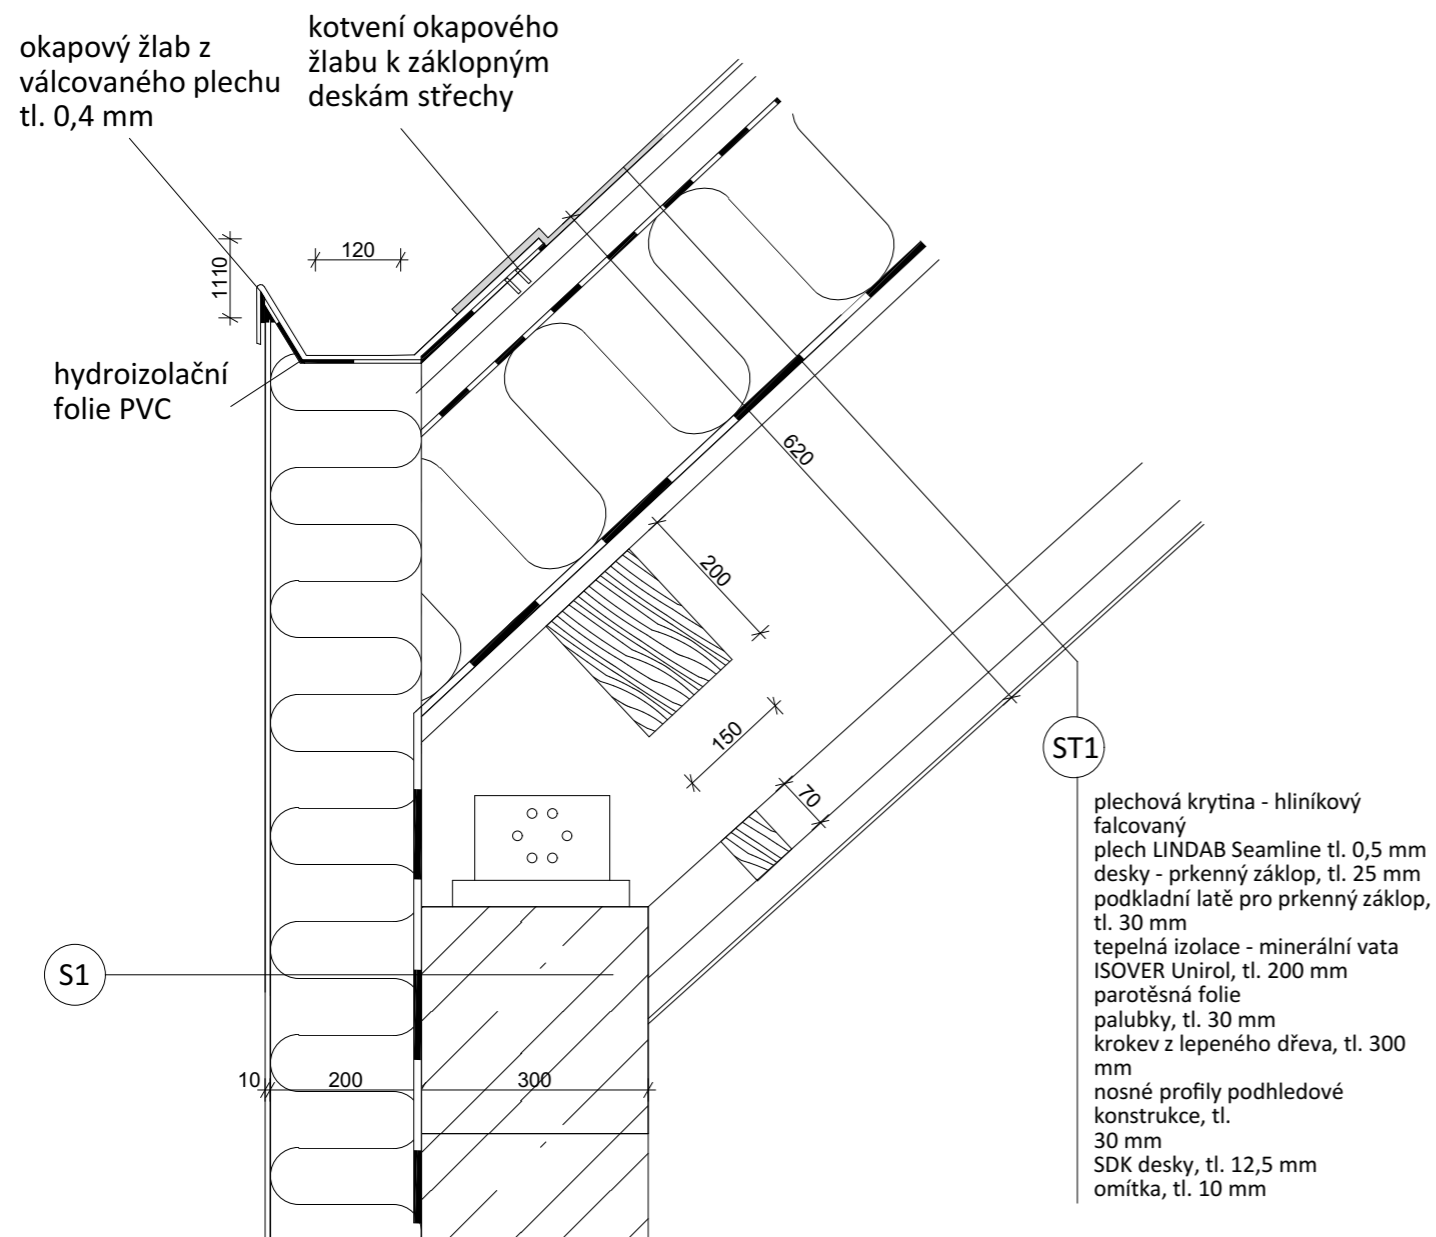 okapový žlab z
válcovaného plechu
tl. 0,4 mm
kotvení okapového
žlabu k záklopným
deskám střechy
1110
120
hydroizolační
folie PVC
620
200
150
70
ST1
S1
10
200
300
plechová krytina - hliníkový
falcovaný
plech LINDAB Seamline tl. 0,5 mm
desky - prkenný záklop, tl. 25 mm
podkladní latě pro prkenný záklop,
tl. 30 mm
tepelná izolace - minerální vata
ISOVER Unirol, tl. 200 mm
parotěsná folie
palubky, tl. 30 mm
krokev z lepeného dřeva, tl. 300
mm
nosné profily podhledové
konstrukce, tl.
30 mm
SDK desky, tl. 12,5 mm
omítka, tl. 10 mm